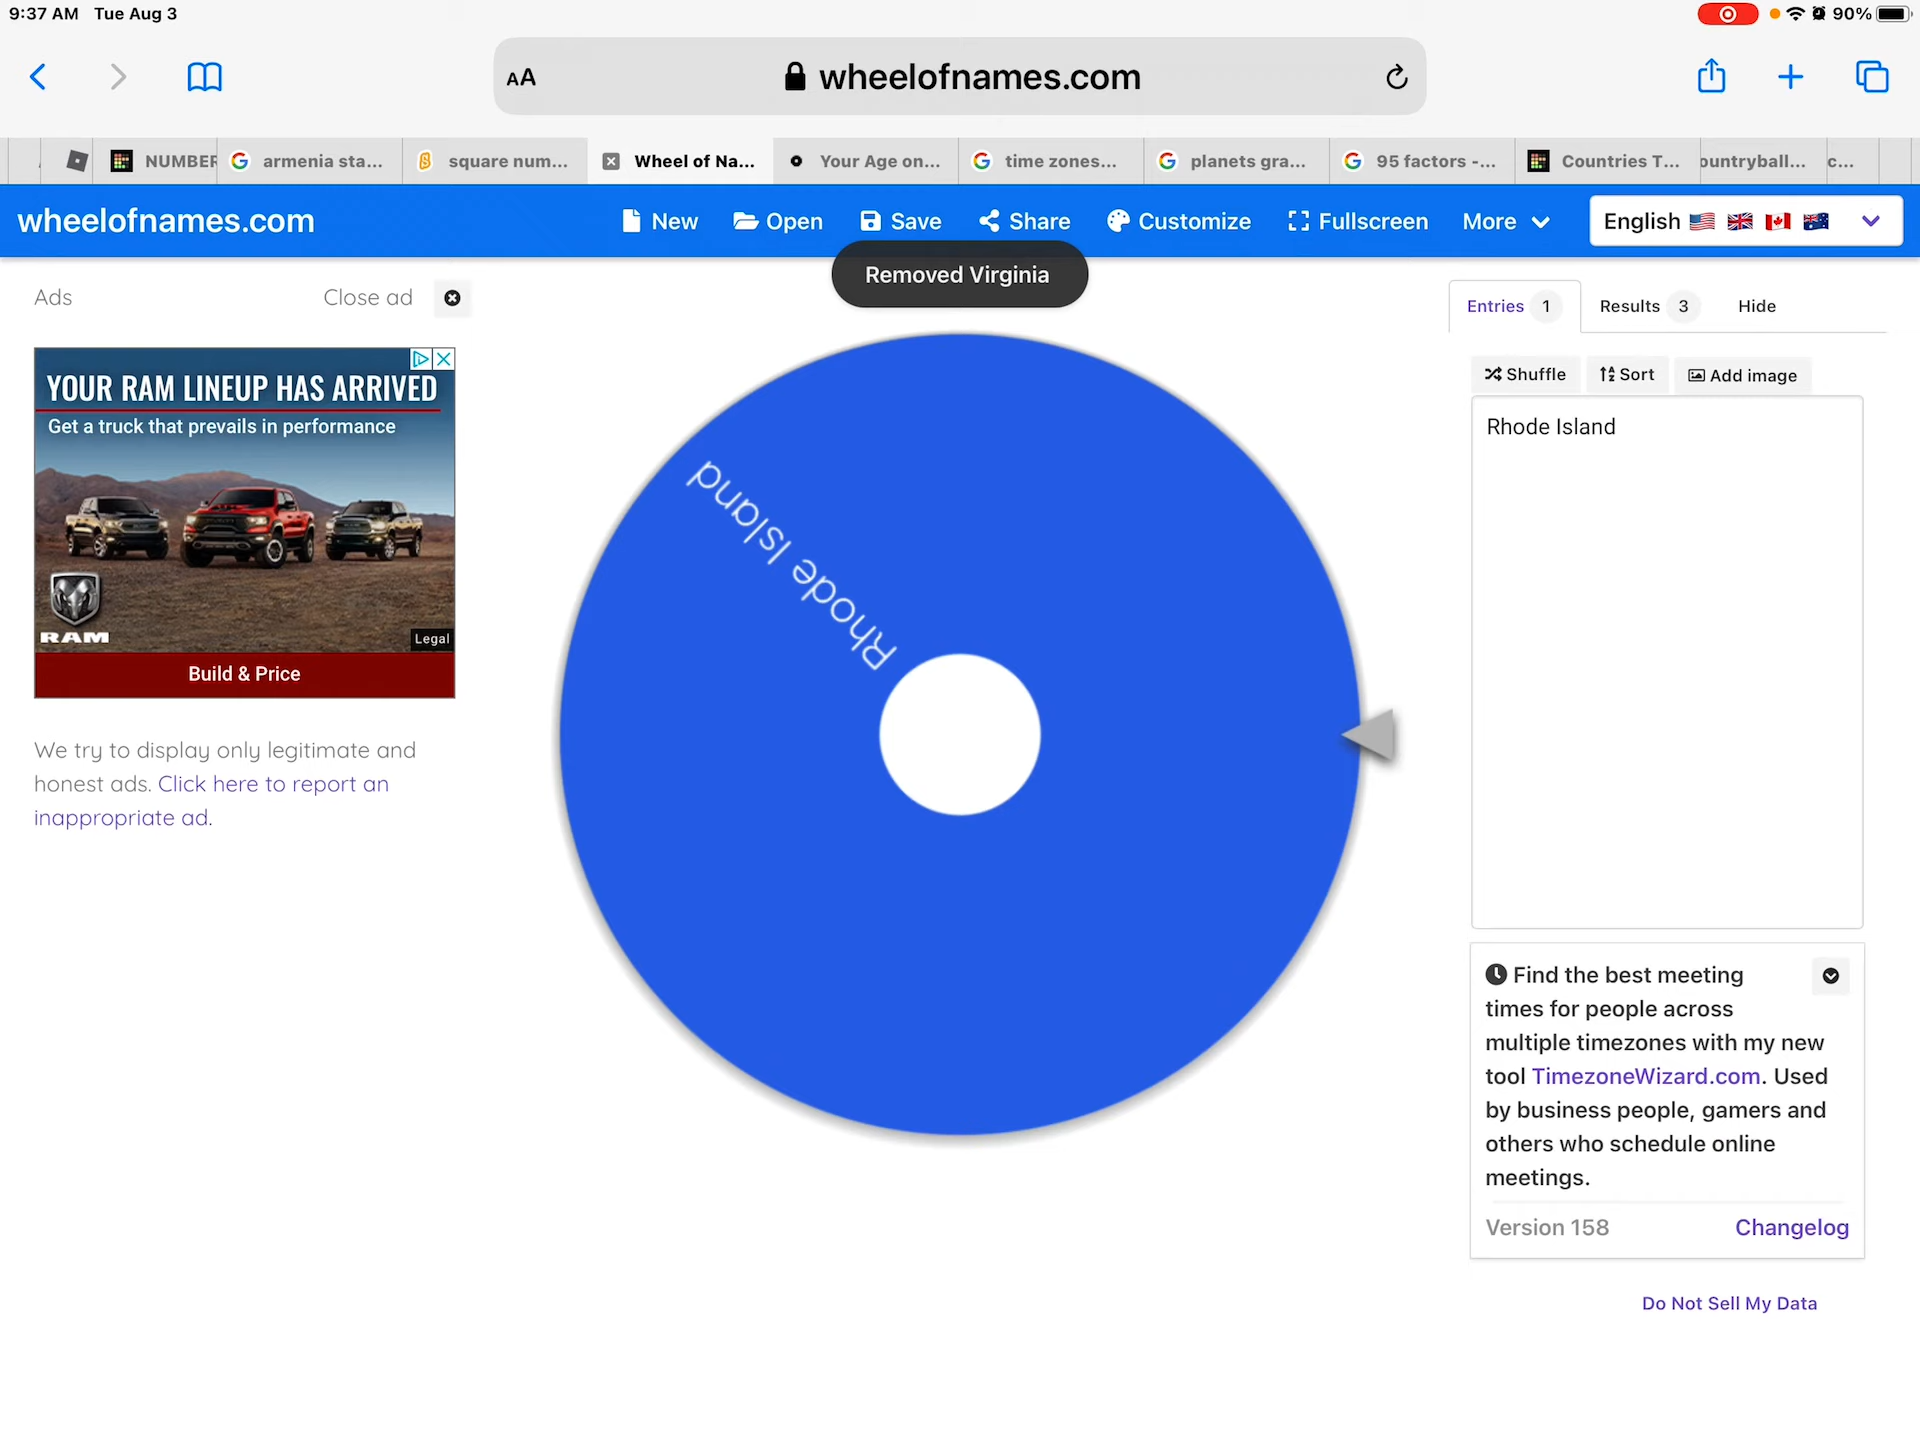 9:37 AM Tue Aug 3
90%
AA
wheelofnames.com
NUMBER
armenia sta...
square num...
Wheel of Na...
Your Age on...
time zones...
planets gra...
95 factors -...
Countries T...
ountryball...
c...
wheelofnames.com
New
Open
Save
Share
Customize
Fullscreen
More
English
Removed Virginia
Ads
Close ad
YOUR RAM LINEUP HAS ARRIVED
Get a truck that prevails in performance
RAM
Legal
Build & Price
We try to display only legitimate and
honest ads. Click here to report an
inappropriate ad.
Rhode Island
Entries 1
Results 3
Hide
Shuffle
Sort
Add image
Rhode Island
Find the best meeting
times for people across
multiple timezones with my new
tool TimezoneWizard.com. Used
by business people, gamers and
others who schedule online
meetings.
Version 158
Changelog
Do Not Sell My Data